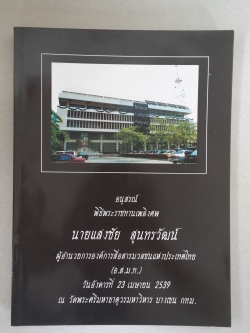 อนุสรณ์
พิธีพระราชทานเพลิงศพ
นายแสงชัย สุนทรวัฒน์
ผู้อำนวยการองค์การสื่อสารมวลชนแห่งประเทศไทย
(อ.ส.ม.ท.)
วันอังคารที่ 23 เมษายน 2539
ณ วัดพระศรีมหาธาตุวรมหาวิหาร บางเขน กทม.